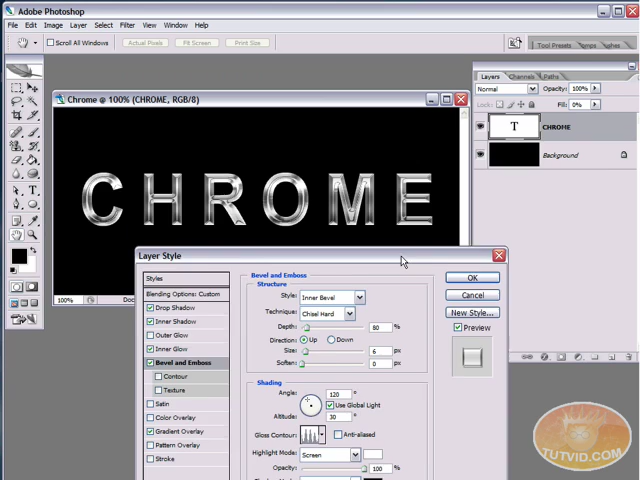 Adobe Photoshop
File Edit Image Layer Select Filter View Window Help
Scroll All Windows Actual Pixels Fit Screen Print Size
Tool Presets
Layers Channels Paths
Normal Opacity: 100%
Lock: Fill: 0%
T CHROME
Background
Chrome @ 100% (CHROME, RGB/8)
CHROME
100% Doc
Layer Style
Styles
Blending Options: Custom
Drop Shadow
Inner Shadow
Outer Glow
Inner Glow
Bevel and Emboss
Contour
Texture
Satin
Color Overlay
Gradient Overlay
Pattern Overlay
Stroke
Bevel and Emboss
Structure
Style: Inner Bevel
Technique: Chisel Hard
Depth: 80 %
Direction: Up Down
Size: 6 px
Soften: 0 px
Shading
Angle: 120 °
Use Global Light
Altitude: 30 °
Gloss Contour: Anti-aliased
Highlight Mode: Screen
Opacity: 100 %
OK
Cancel
New Style...
Preview
TUTVID.COM